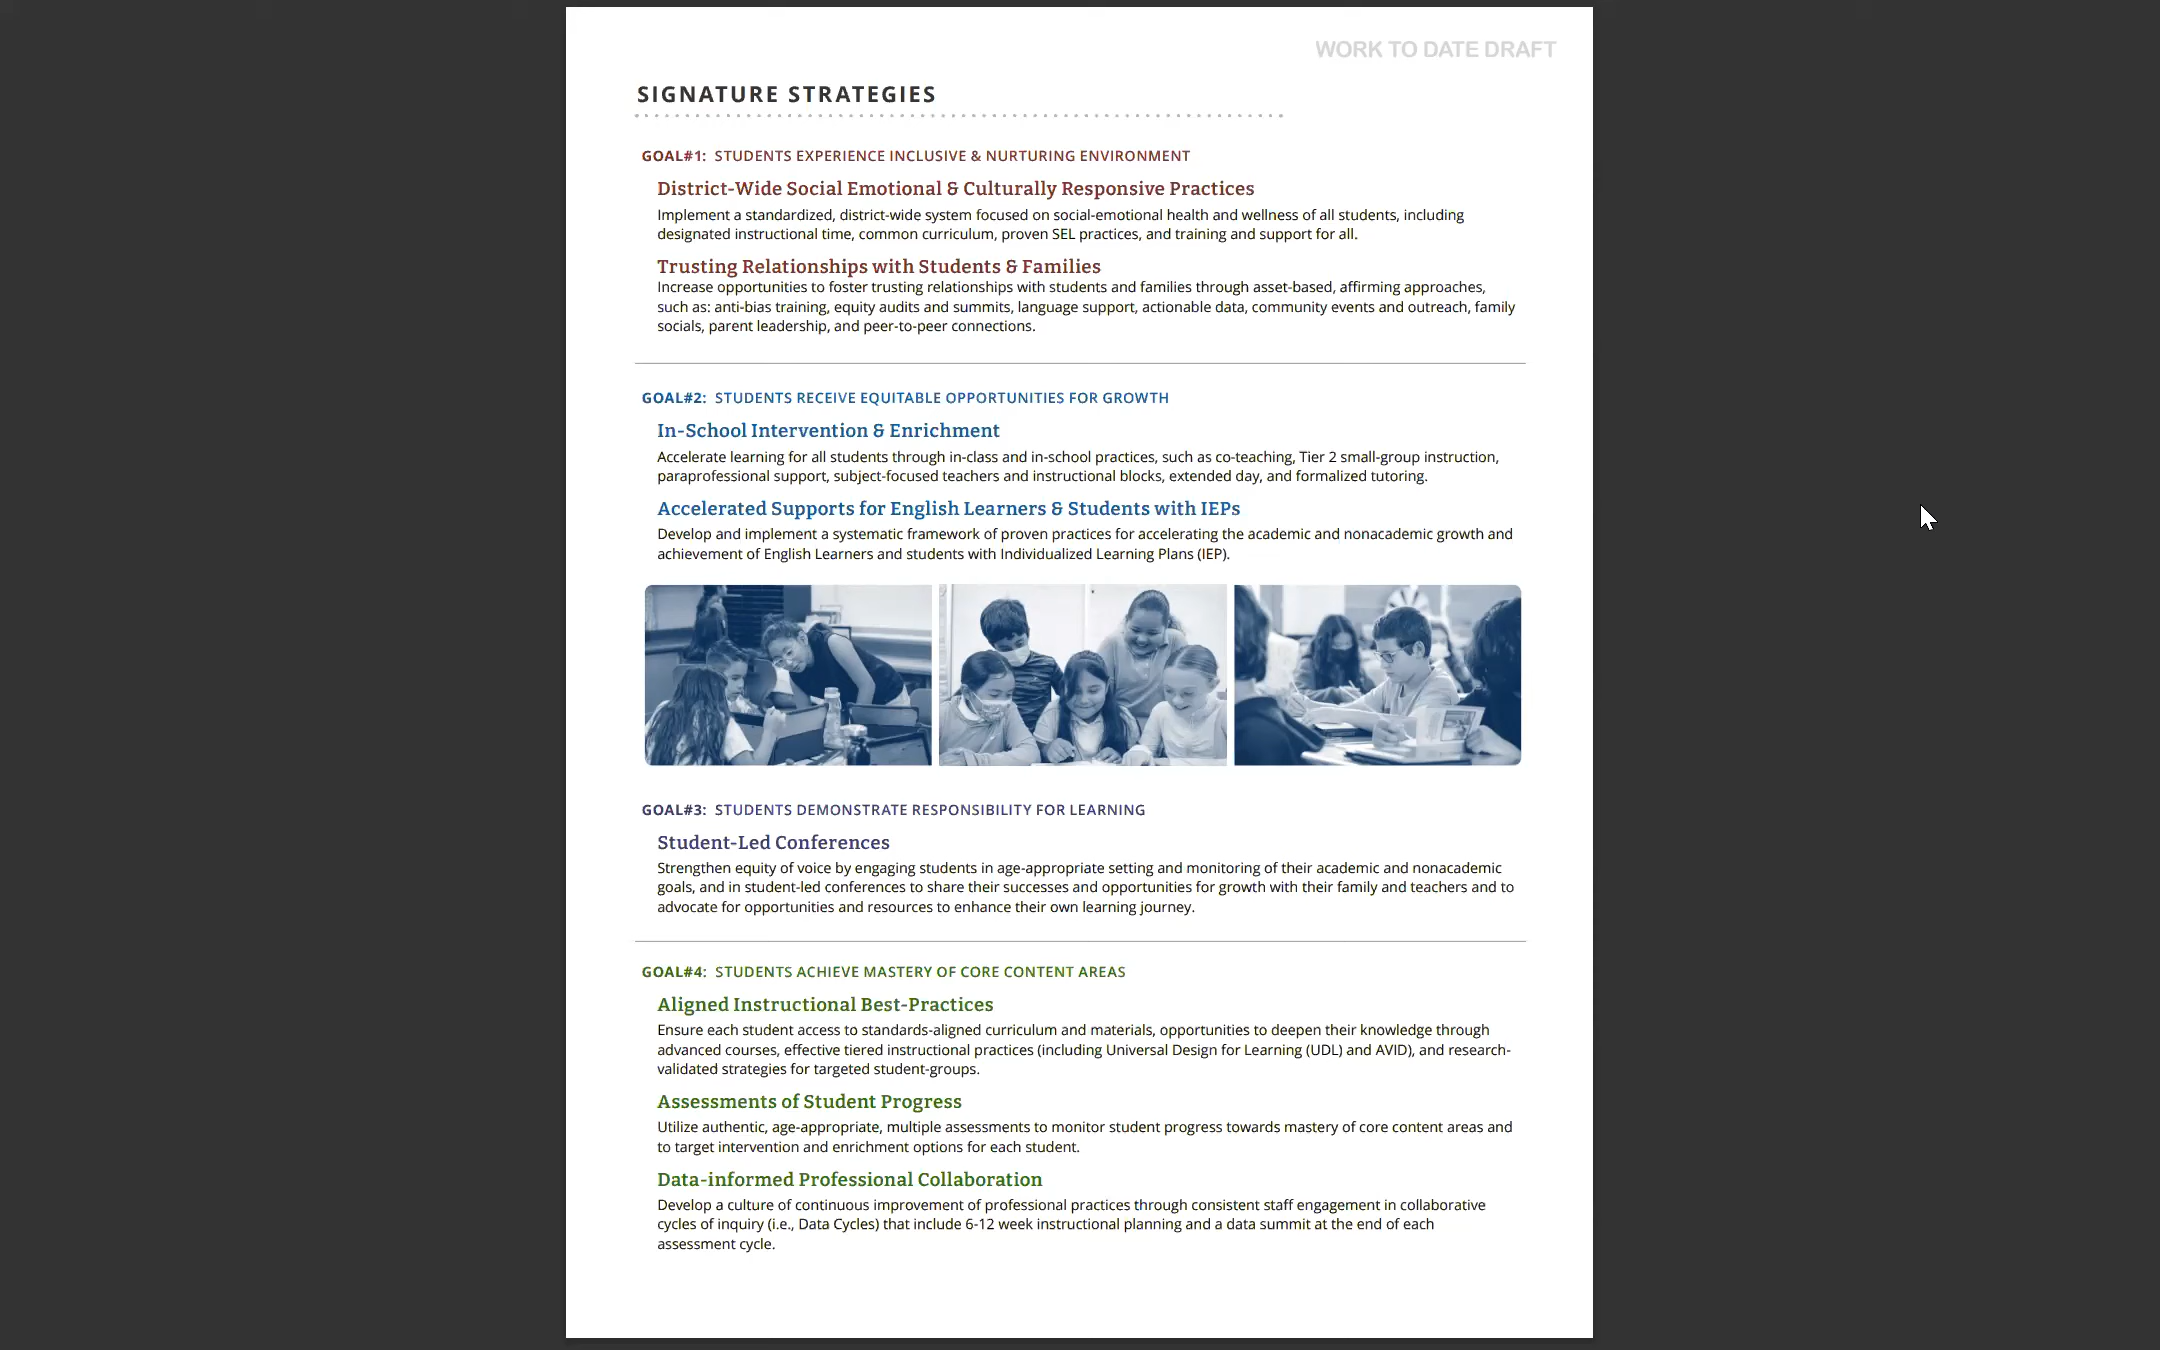 WORK TO DATE DRAFT
SIGNATURE STRATEGIES
GOAL#1: STUDENTS EXPERIENCE INCLUSIVE & NURTURING ENVIRONMENT
District-Wide Social Emotional & Culturally Responsive Practices
Implement a standardized, district-wide system focused on social-emotional health and wellness of all students, including
designated instructional time, common curriculum, proven SEL practices, and training and support for all.
Trusting Relationships with Students & Families
Increase opportunities to foster trusting relationships with students and families through asset-based, affirming approaches,
such as: anti-bias training, equity audits and summits, language support, actionable data, community events and outreach, family
socials, parent leadership, and peer-to-peer connections.
GOAL#2: STUDENTS RECEIVE EQUITABLE OPPORTUNITIES FOR GROWTH
In-School Intervention & Enrichment
Accelerate learning for all students through in-class and in-school practices, such as co-teaching, Tier 2 small-group instruction,
paraprofessional support, subject-focused teachers and instructional blocks, extended day, and formalized tutoring.
Accelerated Supports for English Learners & Students with IEPs
Develop and implement a systematic framework of proven practices for accelerating the academic and nonacademic growth and
achievement of English Learners and students with Individualized Learning Plans (IEP).
GOAL#3: STUDENTS DEMONSTRATE RESPONSIBILITY FOR LEARNING
Student-Led Conferences
Strengthen equity of voice by engaging students in age-appropriate setting and monitoring of their academic and nonacademic
goals, and in student-led conferences to share their successes and opportunities for growth with their family and teachers and to
advocate for opportunities and resources to enhance their own learning journey.
GOAL#4: STUDENTS ACHIEVE MASTERY OF CORE CONTENT AREAS
Aligned Instructional Best-Practices
Ensure each student access to standards-aligned curriculum and materials, opportunities to deepen their knowledge through
advanced courses, effective tiered instructional practices (including Universal Design for Learning (UDL) and AVID), and research-
validated strategies for targeted student-groups.
Assessments of Student Progress
Utilize authentic, age-appropriate, multiple assessments to monitor student progress towards mastery of core content areas and
to target intervention and enrichment options for each student.
Data-informed Professional Collaboration
Develop a culture of continuous improvement of professional practices through consistent staff engagement in collaborative
cycles of inquiry (i.e., Data Cycles) that include 6-12 week instructional planning and a data summit at the end of each
assessment cycle.